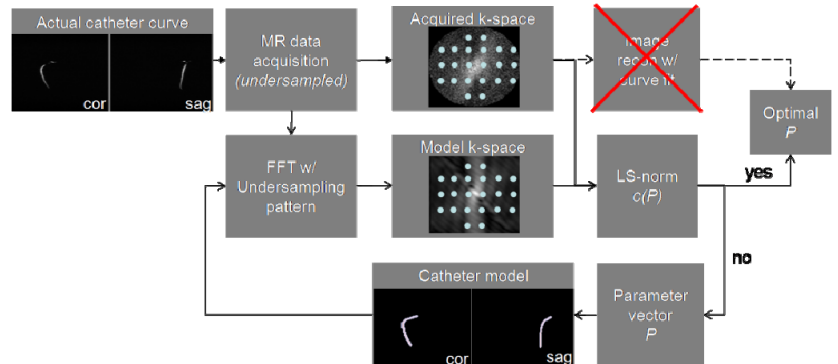 Actual catheter curve
cor
sag
MR data
acquisition
(undersampled)
Acquired k-space
Image
recon w/
curve fit
Optimal
P
FFT w/
Undersampling
pattern
Model k-space
LS-norm
c(P)
yes
no
Catheter model
cor
sag
Parameter
vector
P